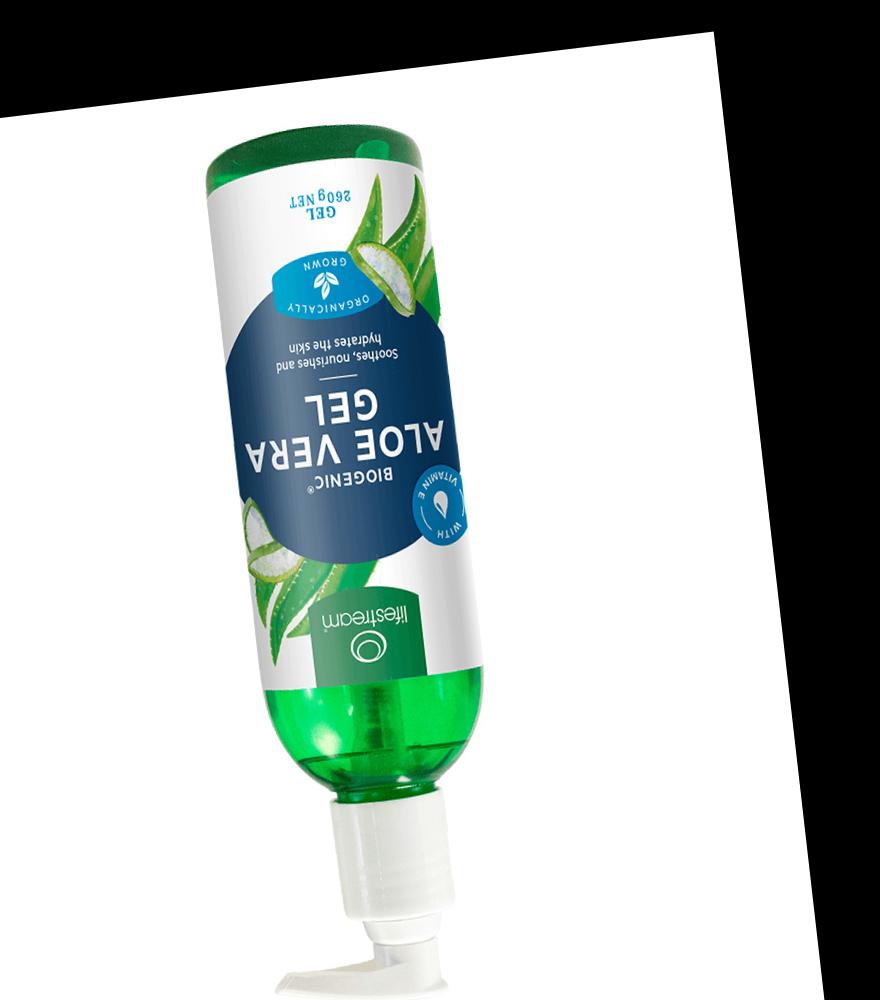 lifestream®
WITH
VITAMIN E
BIOGENIC®
ALOE VERA
GEL
Soothes, nourishes and
hydrates the skin
ORGANICALLY
GROWN
GEL
260g NET